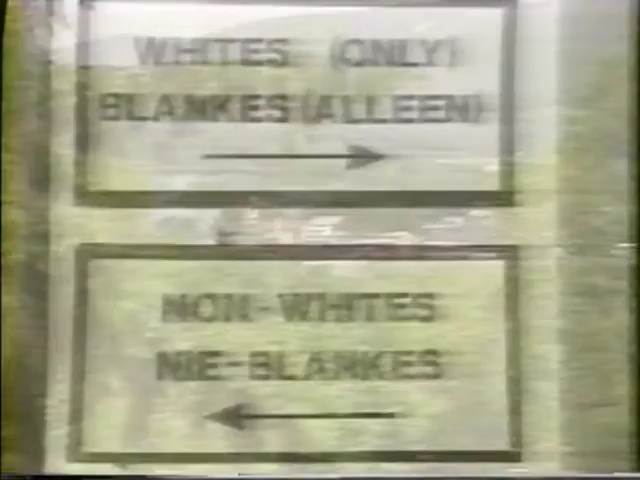 WHITES (ONLY)
BLANKES (ALLEEN)
NON-WHITES
NIE-BLANKES